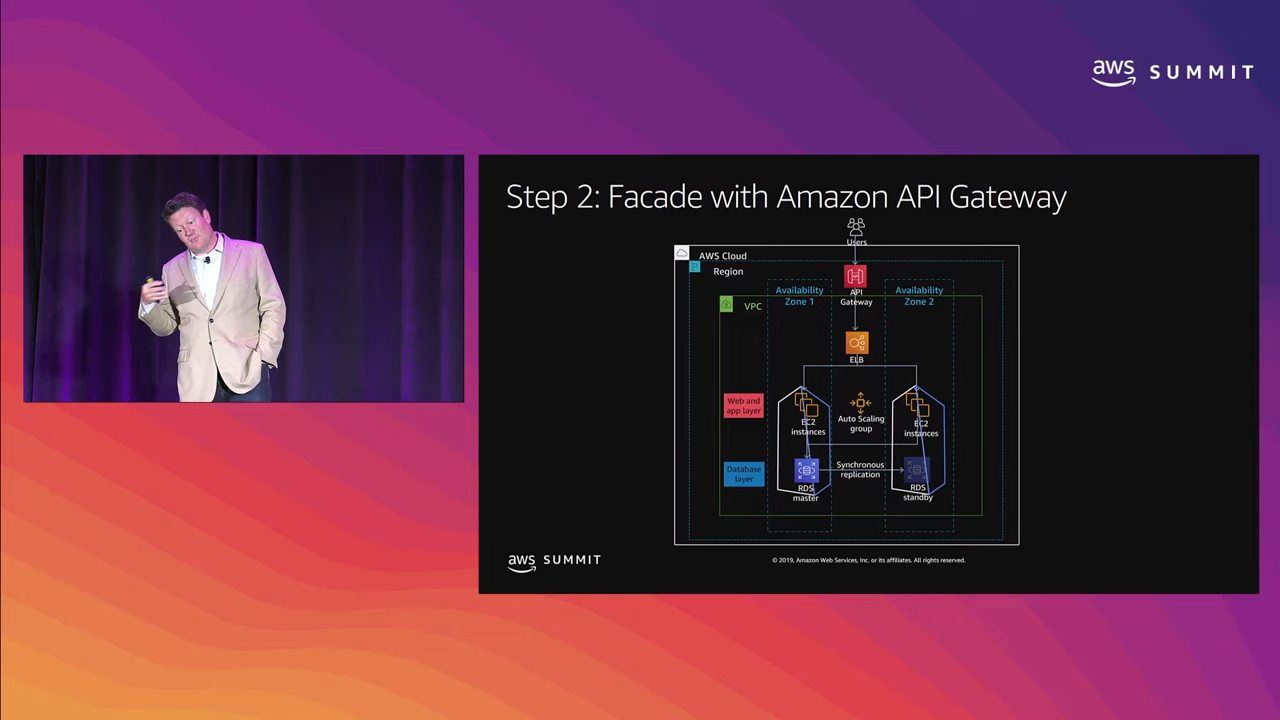 aws SUMMIT
Step 2: Facade with Amazon API Gateway
Users
AWS Cloud
Region
API
Gateway
Availability
Zone 1
Availability
Zone 2
VPC
ELB
Web and
app layer
EC2
instances
Auto Scaling
group
EC2
instances
Database
layer
RDS
master
Synchronous
replication
RDS
standby
aws SUMMIT
© 2019, Amazon Web Services, Inc. or its affiliates. All rights reserved.